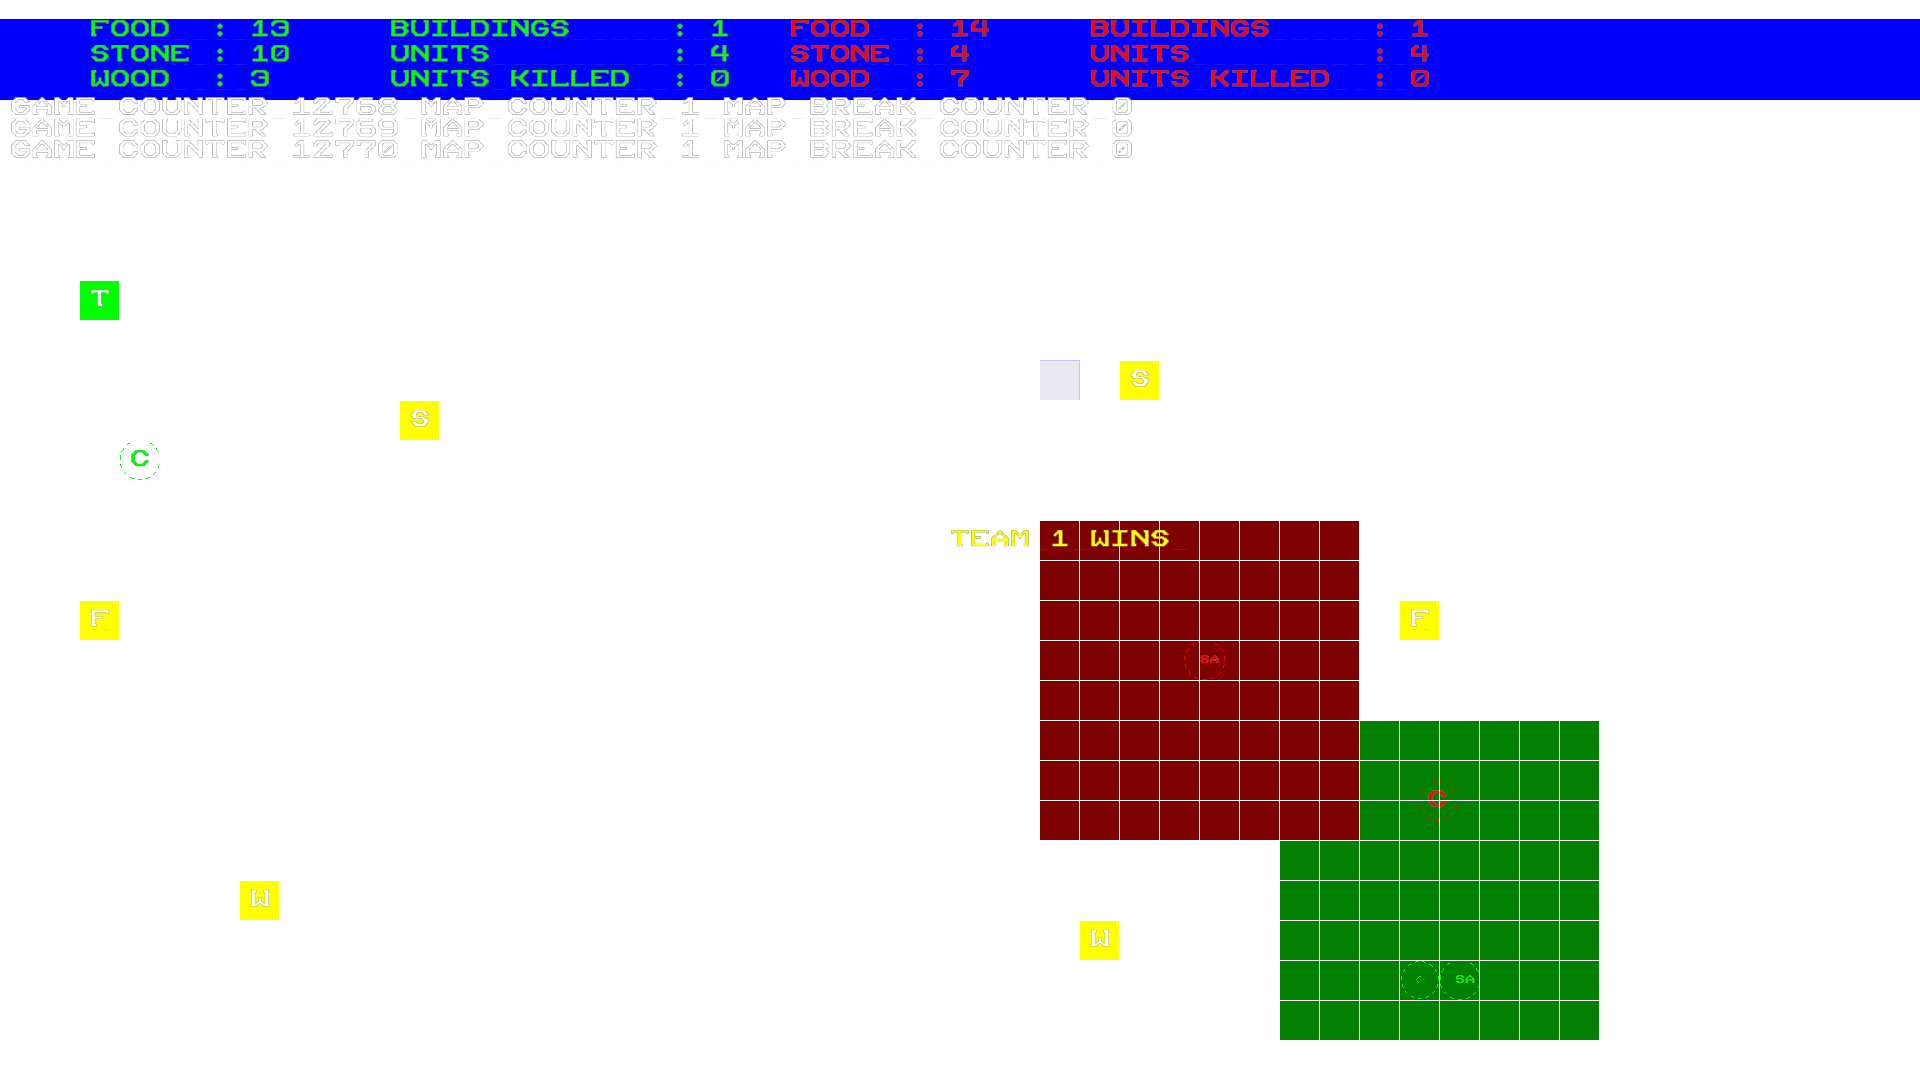 FOOD : 13 BUILDINGS : 1 FOOD : 14 BUILDINGS : 1
STONE : 10 UNITS : 4 STONE : 4 UNITS : 4
WOOD : 3 UNITS KILLED : 0 WOOD : 7 UNITS KILLED : 0
GAME COUNTER 12768 MAP COUNTER 1 MAP BREAK COUNTER 0
GAME COUNTER 12769 MAP COUNTER 1 MAP BREAK COUNTER 0
GAME COUNTER 12770 MAP COUNTER 1 MAP BREAK COUNTER 0
T
S
S
C
TEAM 1 WINS
F
F
SA
C
W
W
SA